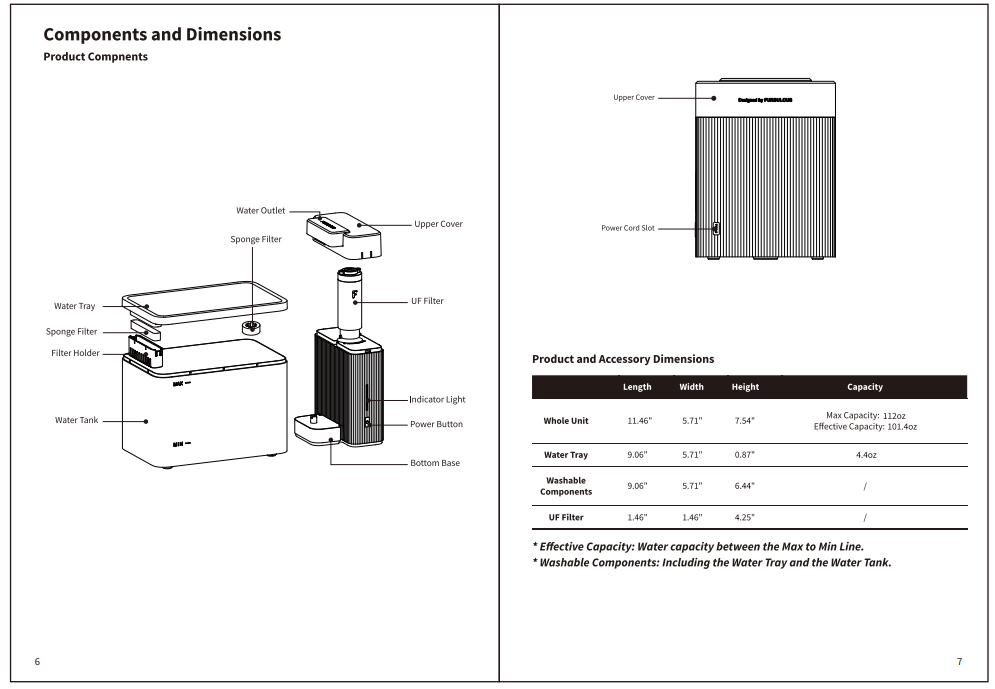 Components and Dimensions
Product Compnents
Water Outlet
Upper Cover
Sponge Filter
UF Filter
Water Tray
Sponge Filter
Filter Holder
MAX
Indicator Light
Water Tank
Power Button
MIN
Bottom Base
6
Upper Cover
Designed by FURBULOUS
Power Cord Slot
Product and Accessory Dimensions
Length Width Height Capacity
Whole Unit 11.46" 5.71" 7.54" Max Capacity: 112oz
Effective Capacity: 101.4oz
Water Tray 9.06" 5.71" 0.87" 4.4oz
Washable
Components 9.06" 5.71" 6.44" /
UF Filter 1.46" 1.46" 4.25" /
* Effective Capacity: Water capacity between the Max to Min Line.
* Washable Components: Including the Water Tray and the Water Tank.
7